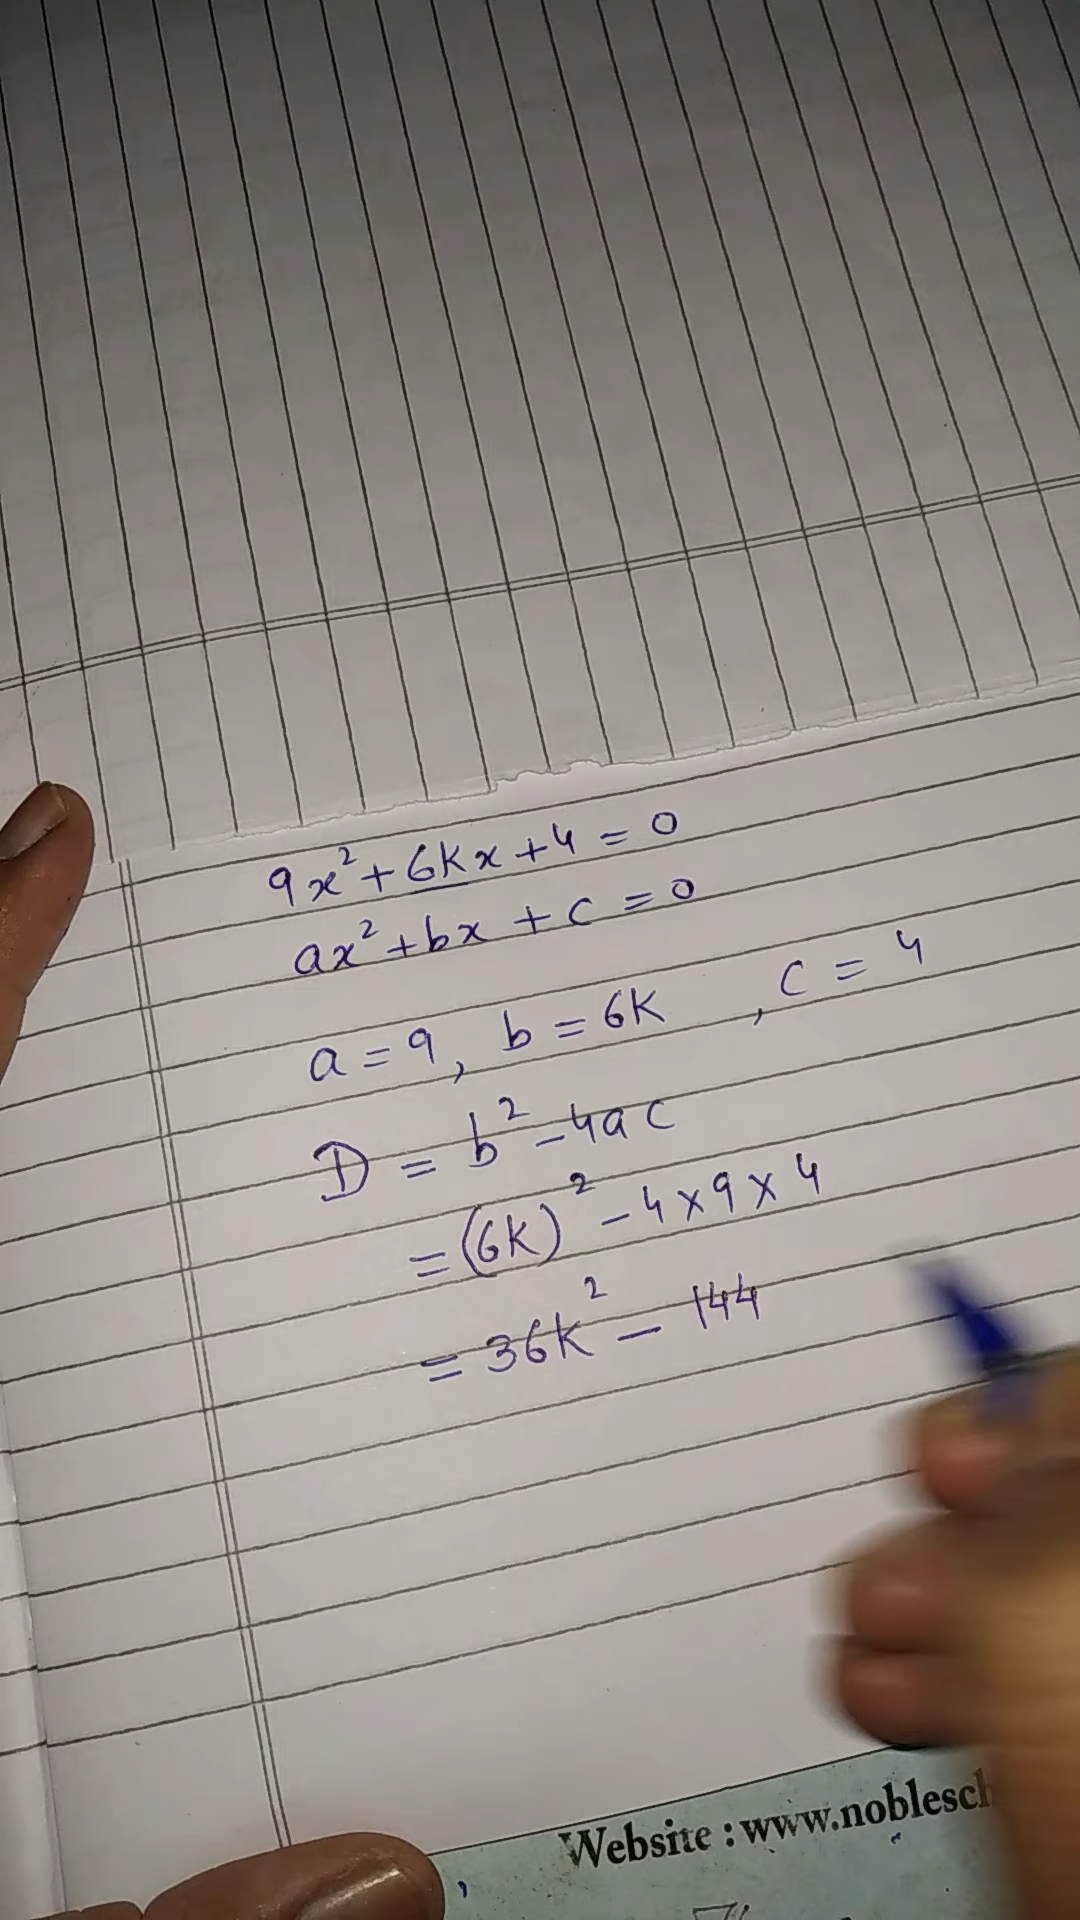 9x² + 6Kx + 4 = 0
ax² + bx + c = 0
a = 9, b = 6K , c = 4
D = b² - 4ac
= (6K)² - 4 × 9 × 4
= 36K² - 144
Website : www.noblesch